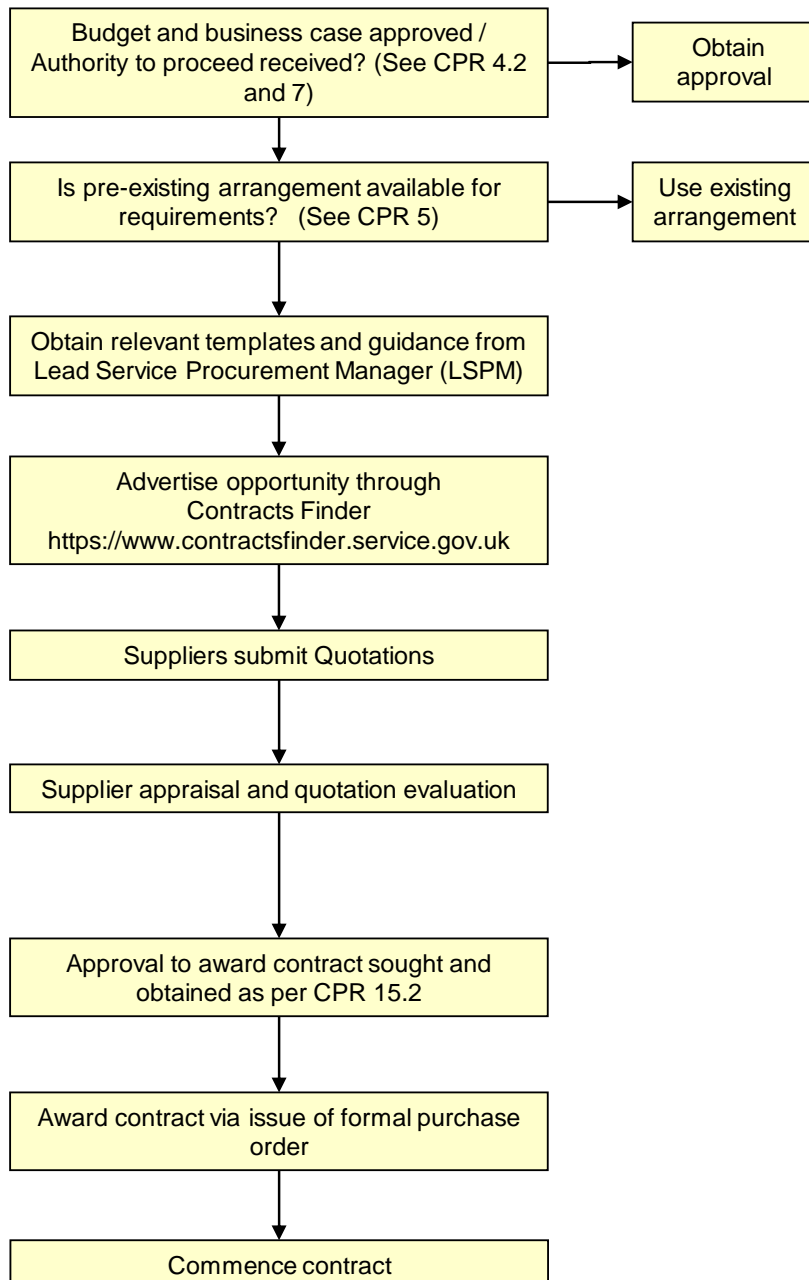 Budget and business case approved /
Authority to proceed received? (See CPR 4.2
and 7)
Obtain
approval
Is pre-existing arrangement available for
requirements? (See CPR 5)
Use existing
arrangement
Obtain relevant templates and guidance from
Lead Service Procurement Manager (LSPM)
Advertise opportunity through
Contracts Finder
https://www.contractsfinder.service.gov.uk
Suppliers submit Quotations
Supplier appraisal and quotation evaluation
Approval to award contract sought and
obtained as per CPR 15.2
Award contract via issue of formal purchase
order
Commence contract